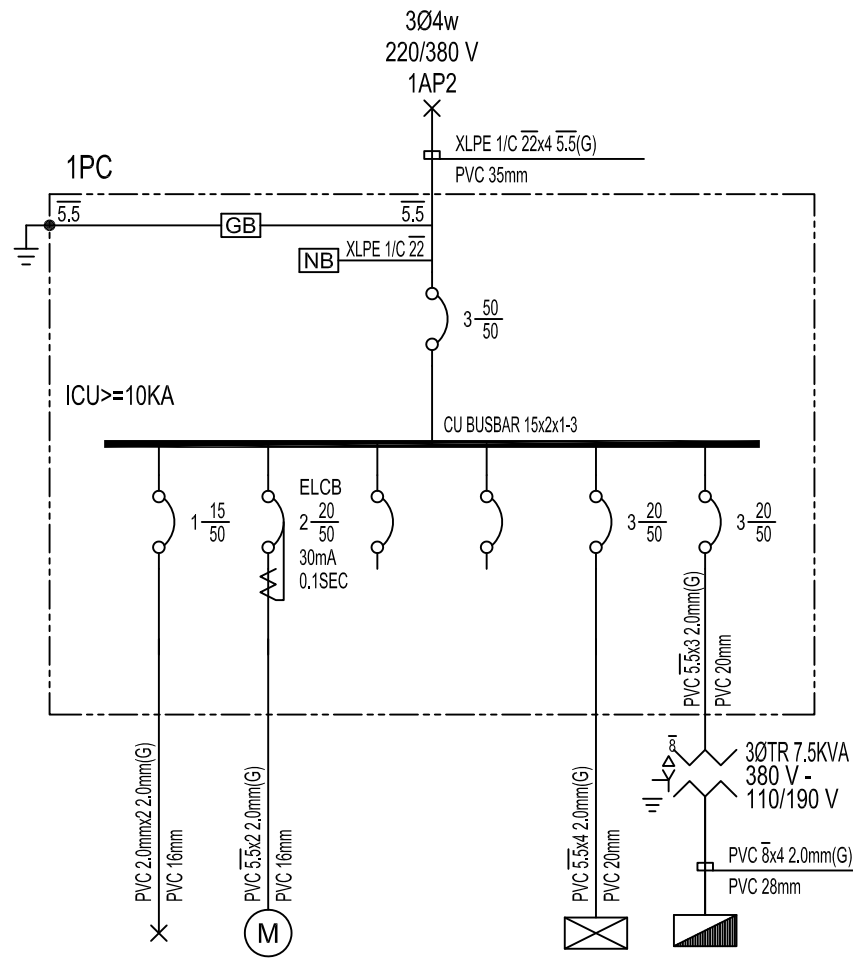 3Ø4w
220/380 V
1AP2
XLPE 1/C 22x4 5.5(G)
PVC 35mm
1PC
5.5
GB
5.5
NB
XLPE 1/C 22
3 50/50
ICU>=10KA
CU BUSBAR 15x2x1-3
1 15/50
ELCB
2 20/50
30mA
0.1SEC
3 20/50
3 20/50
PVC 5.5x3 2.0mm(G)
PVC 20mm
PVC 2.0mmx2 2.0mm(G)
PVC 16mm
PVC 5.5x2 2.0mm(G)
PVC 16mm
PVC 5.5x4 2.0mm(G)
PVC 20mm
8
3ØTR 7.5KVA
380 V -
110/190 V
PVC 8x4 2.0mm(G)
PVC 28mm
M